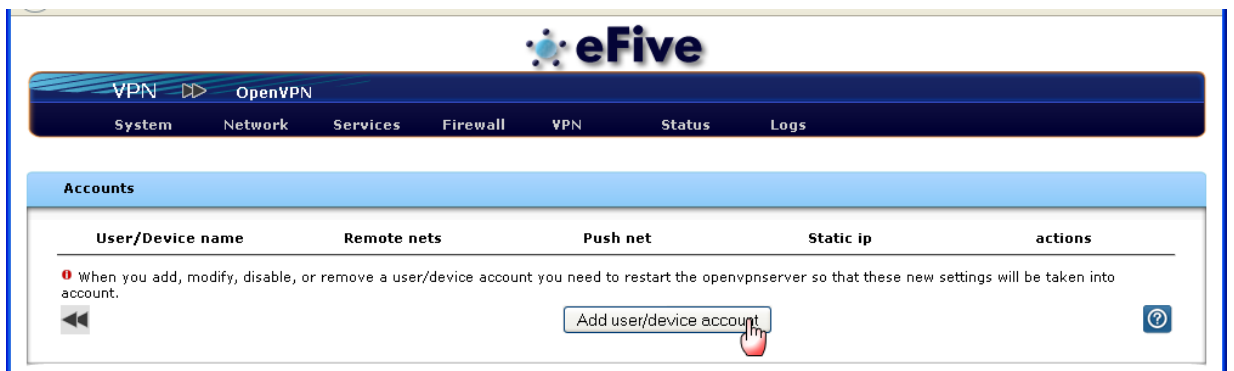 eFive
VPN OpenVPN
System Network Services Firewall VPN Status Logs
Accounts
User/Device name Remote nets Push net Static ip actions
When you add, modify, disable, or remove a user/device account you need to restart the openvpnserver so that these new settings will be taken into
account.
Add user/device account